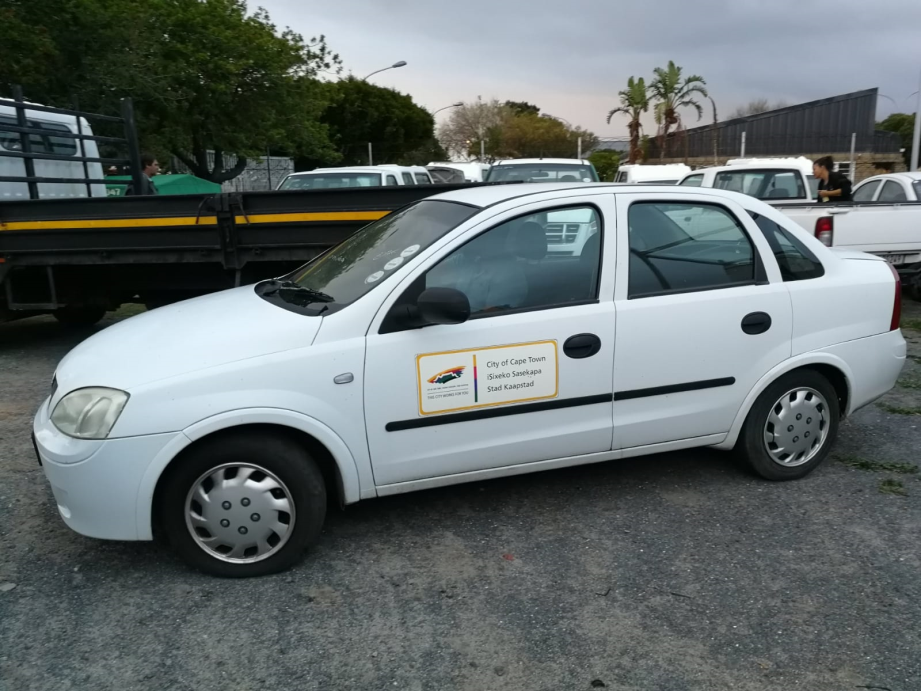 City of Cape Town
iSixeko Sasekapa
Stad Kaapstad
THIS CITY WORKS FOR YOU